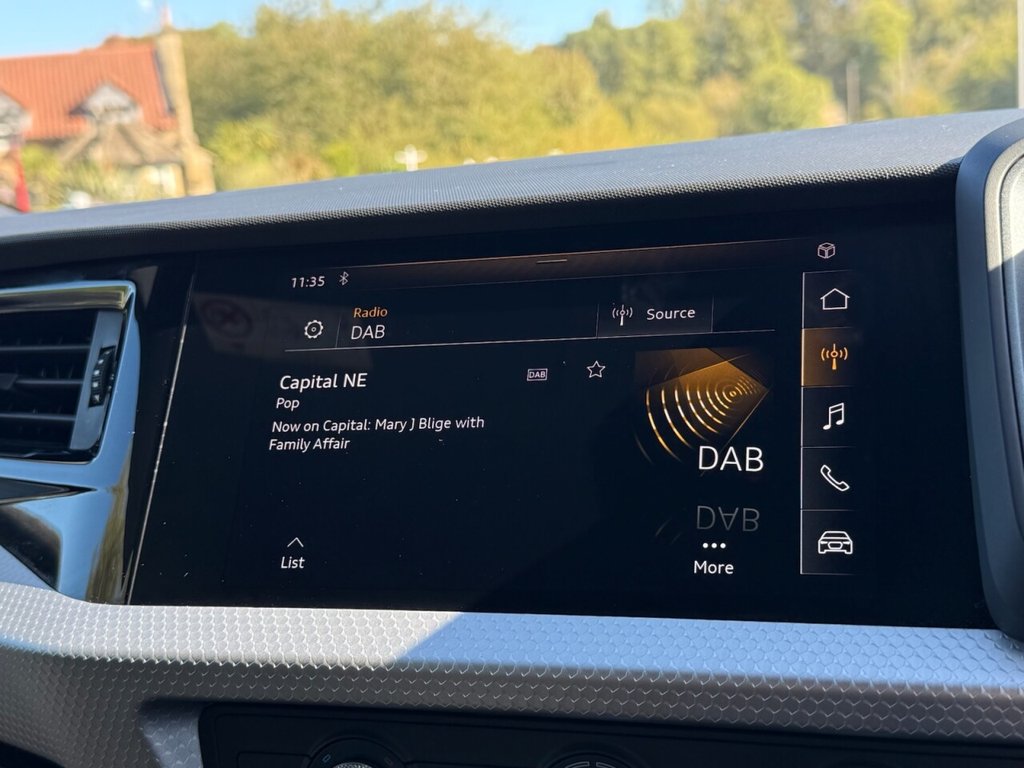 11:35
Radio
DAB
Source
Capital NE
DAB
Pop
Now on Capital: Mary J Blige with
Family Affair
DAB
List
More